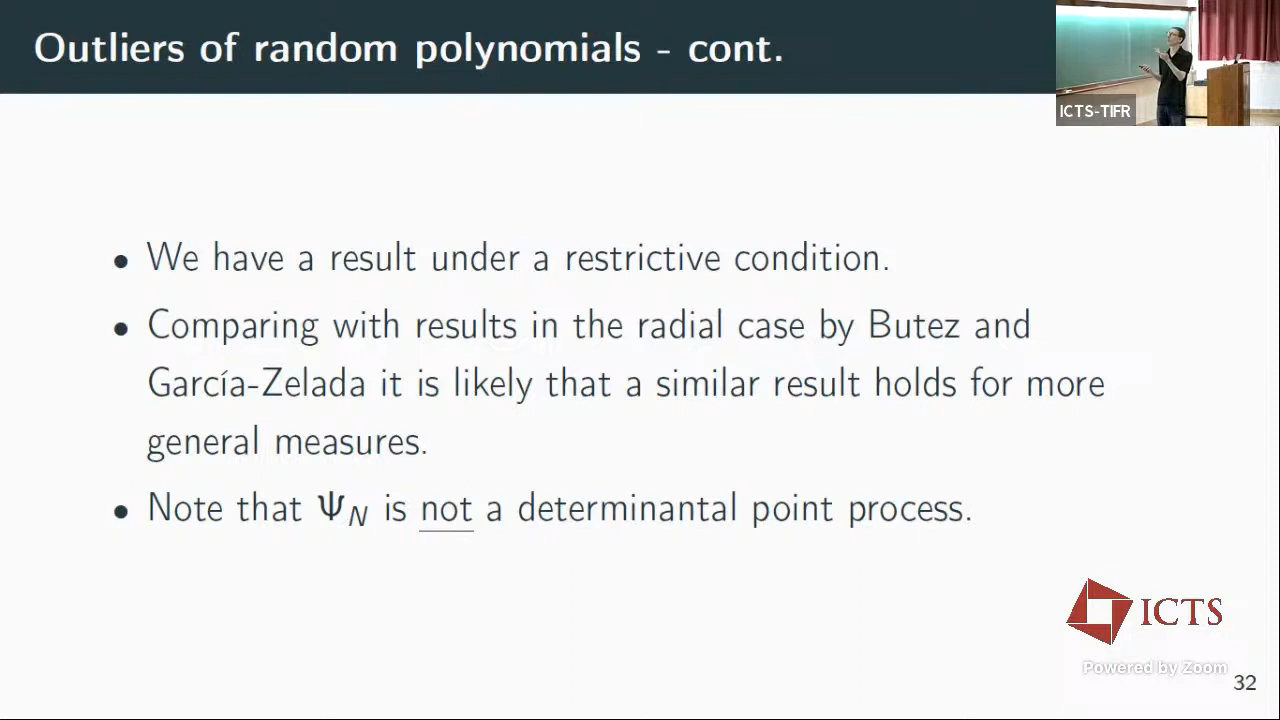 Outliers of random polynomials - cont.
ICTS-TIFR
• We have a result under a restrictive condition.
• Comparing with results in the radial case by Butez and
García-Zelada it is likely that a similar result holds for more
general measures.
• Note that Ψ_N is not a determinantal point process.
ICTS
Powered by Zoom
32